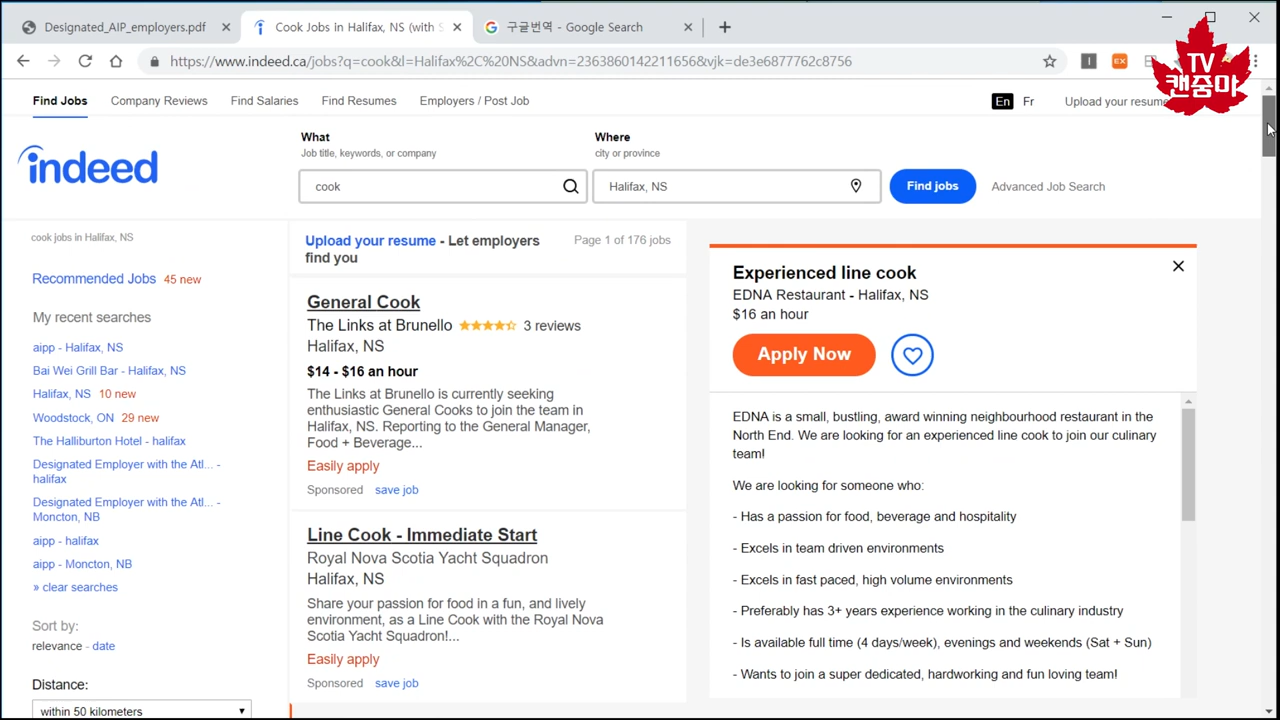 Designated_AIP_employers.pdf
Cook Jobs in Halifax, NS (with S
구글번역 - Google Search
https://www.indeed.ca/jobs?q=cook&l=Halifax%2C%20NS&advn=2363860142211656&vjk=de3e6877762c8756
EX
TV
캔줌마
Find Jobs
Company Reviews
Find Salaries
Find Resumes
Employers / Post Job
En
Fr
Upload your resume
indeed
What
Job title, keywords, or company
cook
Where
city or province
Halifax, NS
Find jobs
Advanced Job Search
cook jobs in Halifax, NS
Recommended Jobs 45 new
My recent searches
aipp - Halifax, NS
Bai Wei Grill Bar - Halifax, NS
Halifax, NS 10 new
Woodstock, ON 29 new
The Halliburton Hotel - halifax
Designated Employer with the Atl... -
halifax
Designated Employer with the Atl... -
Moncton, NB
aipp - halifax
aipp - Moncton, NB
» clear searches
Sort by:
relevance - date
Distance:
within 50 kilometers
Upload your resume - Let employers
find you
Page 1 of 176 jobs
General Cook
The Links at Brunello 3 reviews
Halifax, NS
$14 - $16 an hour
The Links at Brunello is currently seeking
enthusiastic General Cooks to join the team in
Halifax, NS. Reporting to the General Manager,
Food + Beverage...
Easily apply
Sponsored save job
Line Cook - Immediate Start
Royal Nova Scotia Yacht Squadron
Halifax, NS
Share your passion for food in a fun, and lively
environment, as a Line Cook with the Royal Nova
Scotia Yacht Squadron!...
Easily apply
Sponsored save job
Experienced line cook
EDNA Restaurant - Halifax, NS
$16 an hour
Apply Now
EDNA is a small, bustling, award winning neighbourhood restaurant in the
North End. We are looking for an experienced line cook to join our culinary
team!
We are looking for someone who:
- Has a passion for food, beverage and hospitality
- Excels in team driven environments
- Excels in fast paced, high volume environments
- Preferably has 3+ years experience working in the culinary industry
- Is available full time (4 days/week), evenings and weekends (Sat + Sun)
- Wants to join a super dedicated, hardworking and fun loving team!